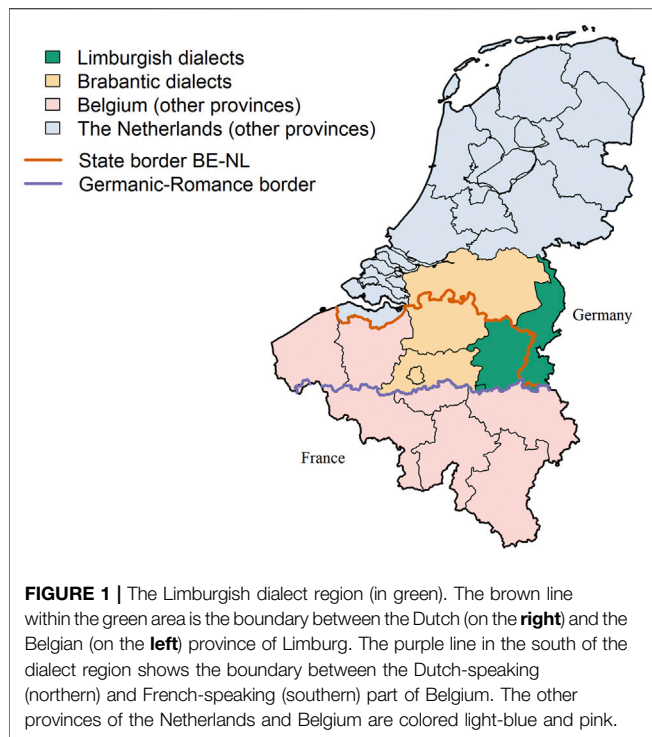 Limburgish dialects
Brabantic dialects
Belgium (other provinces)
The Netherlands (other provinces)
State border BE-NL
Germanic-Romance border
Germany
France
FIGURE 1 | The Limburgish dialect region (in green). The brown line
within the green area is the boundary between the Dutch (on the right) and the
Belgian (on the left) province of Limburg. The purple line in the south of the
dialect region shows the boundary between the Dutch-speaking
(northern) and French-speaking (southern) part of Belgium. The other
provinces of the Netherlands and Belgium are colored light-blue and pink.